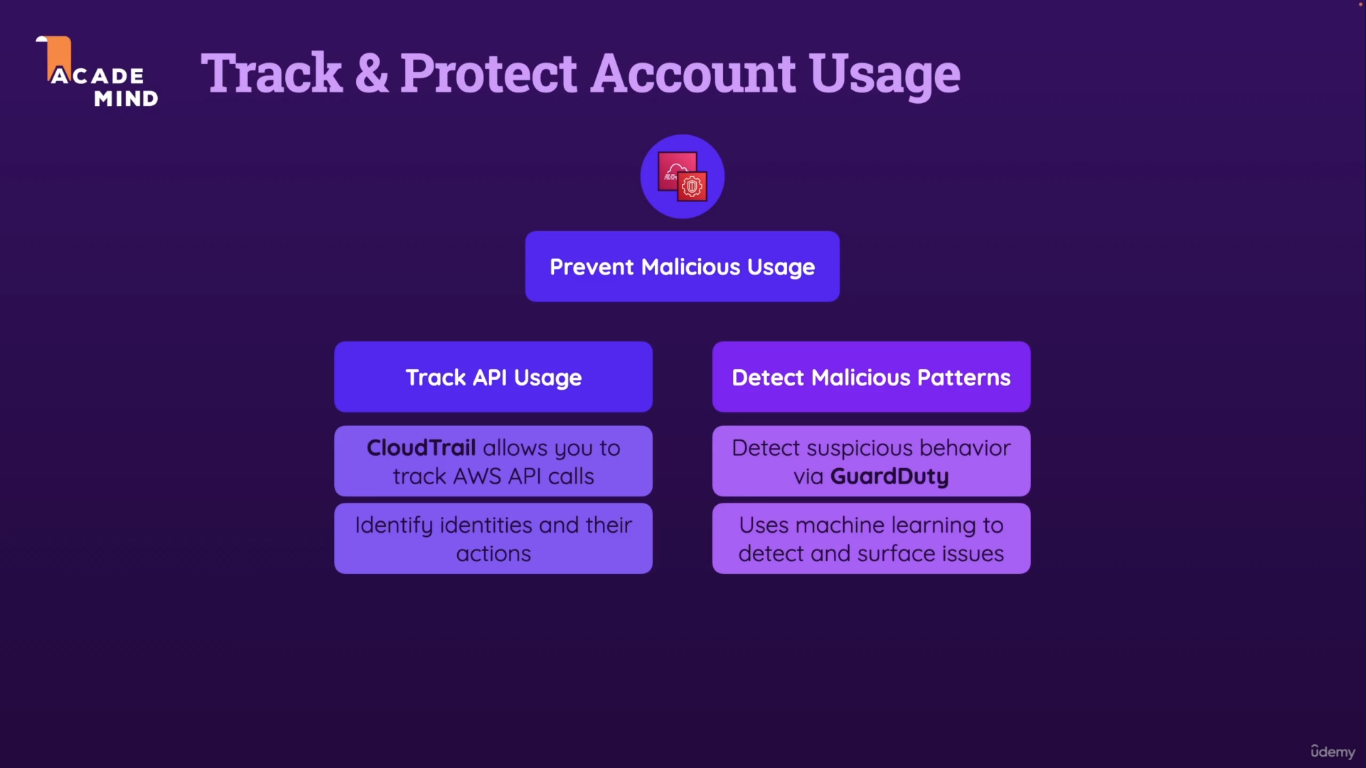 ACADE
MIND
Track & Protect Account Usage
Prevent Malicious Usage
Track API Usage
CloudTrail allows you to
track AWS API calls
Identify identities and their
actions
Detect Malicious Patterns
Detect suspicious behavior
via GuardDuty
Uses machine learning to
detect and surface issues
ûdemy